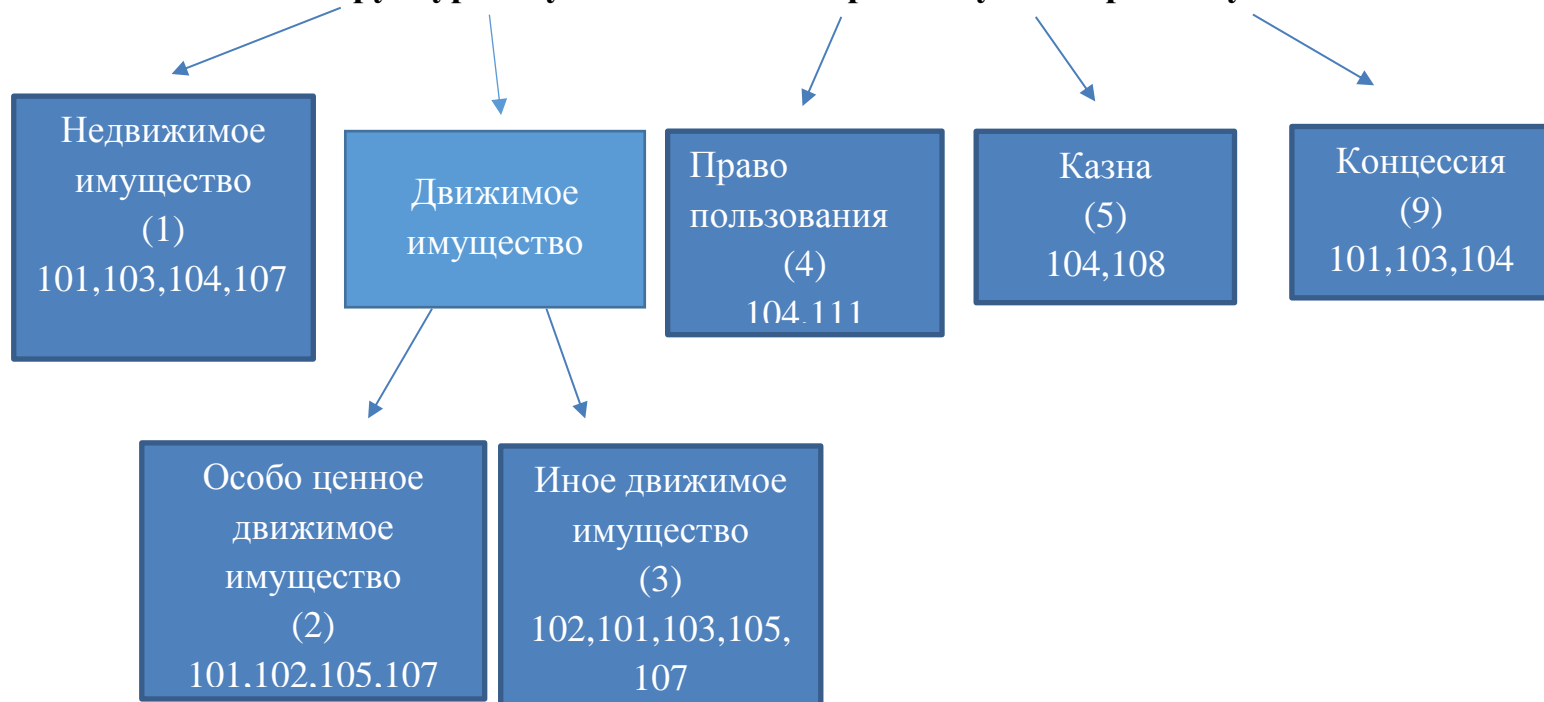 Недвижимое
имущество
(1)
101,103,104,107
Движимое
имущество
Право
пользования
(4)
104,111
Казна
(5)
104,108
Концессия
(9)
101,103,104
Особо ценное
движимое
имущество
(2)
101,102,105,107
Иное движимое
имущество
(3)
102,101,103,105,
107